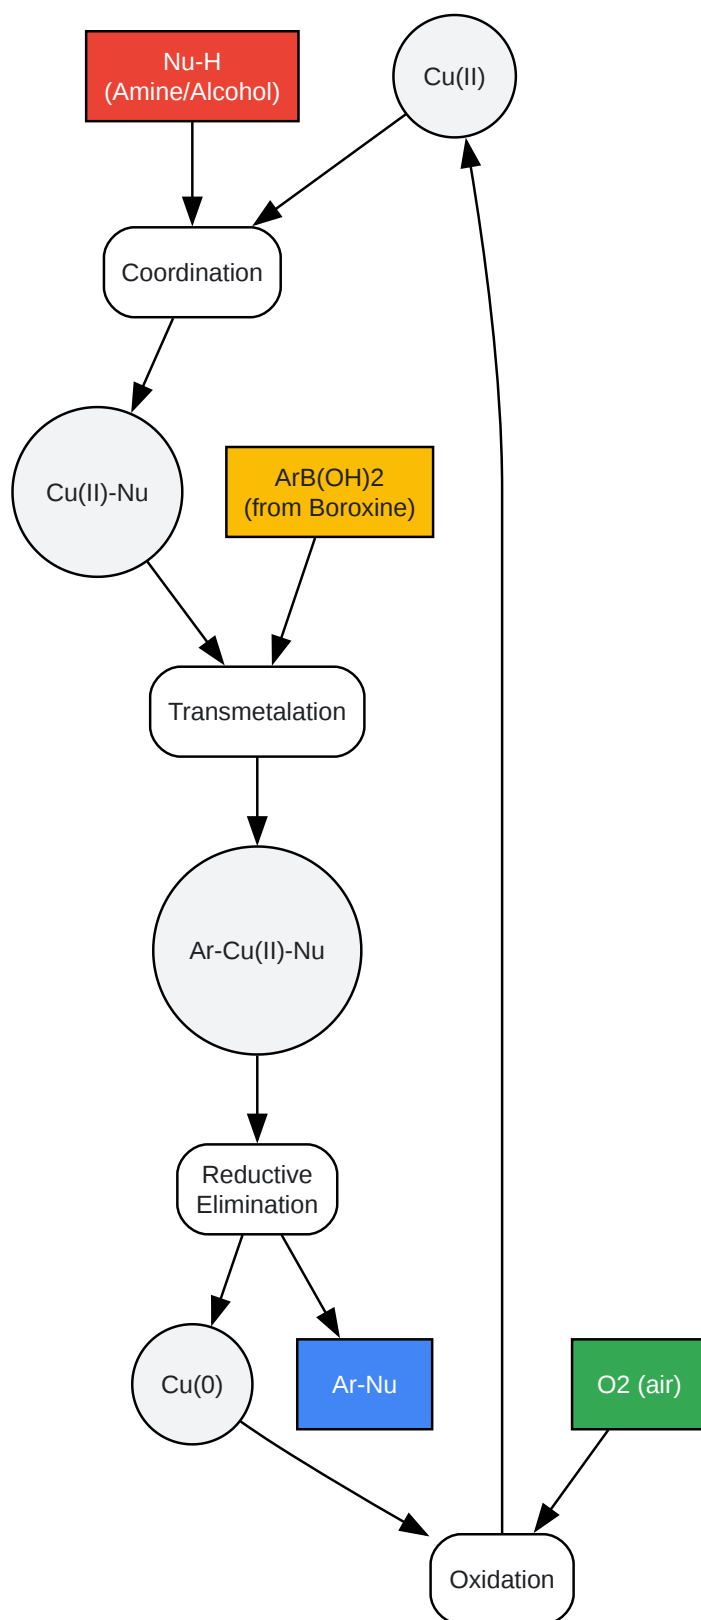 Nu-H
(Amine/Alcohol)
Cu(II)
Coordination
Cu(II)-Nu
ArB(OH)2
(from Boroxine)
Transmetalation
Ar-Cu(II)-Nu
Reductive
Elimination
Cu(0)
Ar-Nu
O2 (air)
Oxidation